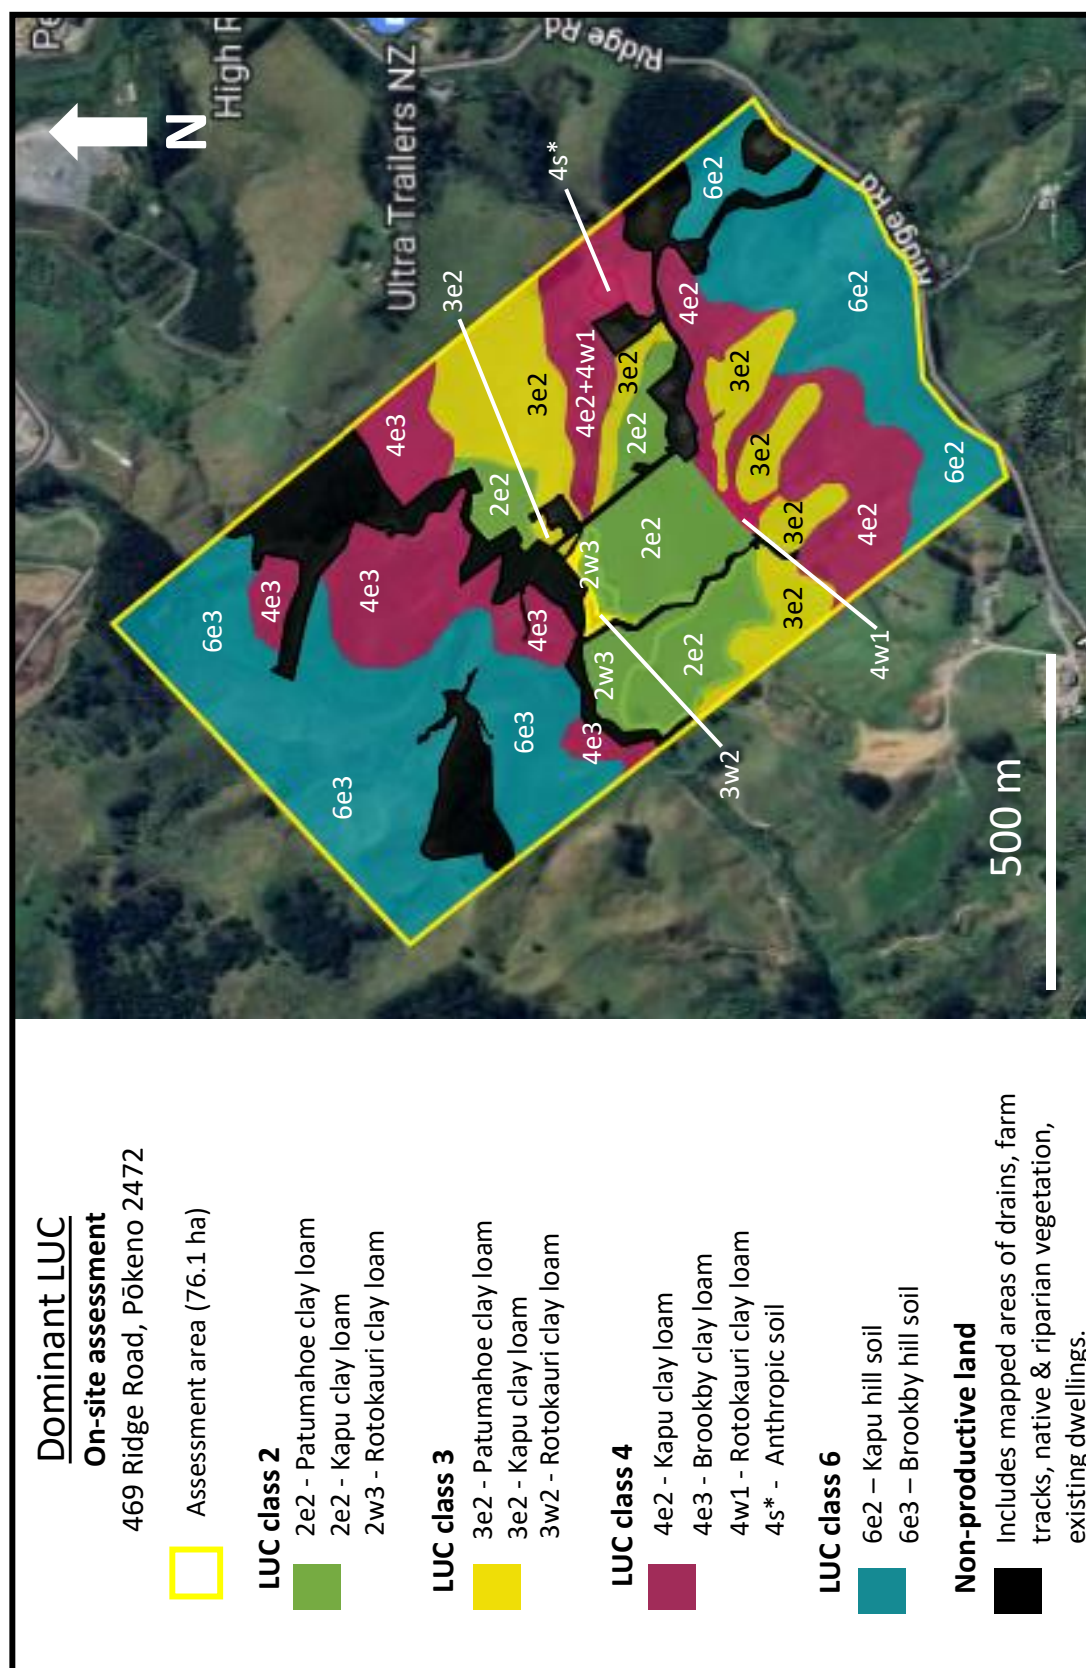 Dominant LUC
On-site assessment
469 Ridge Road, Pōkeno 2472
Assessment area (76.1 ha)
LUC class 2
2e2 - Patumahoe clay loam
2e2 - Kapu clay loam
2w3 - Rotokauri clay loam
LUC class 3
3e2 - Patumahoe clay loam
3e2 - Kapu clay loam
3w2 - Rotokauri clay loam
LUC class 4
4e2 - Kapu clay loam
4e3 - Brookby clay loam
4w1 - Rotokauri clay loam
4s* - Anthropic soil
LUC class 6
6e2 – Kapu hill soil
6e3 – Brookby hill soil
Non-productive land
Includes mapped areas of drains, farm
tracks, native & riparian vegetation,
existing dwellings.
Pe
High R
N
Ultra Trailers NZ
Ridge Rd
Ridge Rd
6e3
4e3
4e3
4e3
6e3
6e3
4e3
4e3
3e2
2e2
3e2
4e2+4w1
4s*
3e2
2e2
2w3
2e2
2w3
2e2
3w2
4e2
3e2
3e2
3e2
3e2
4e2
4w1
6e2
6e2
6e2
500 m